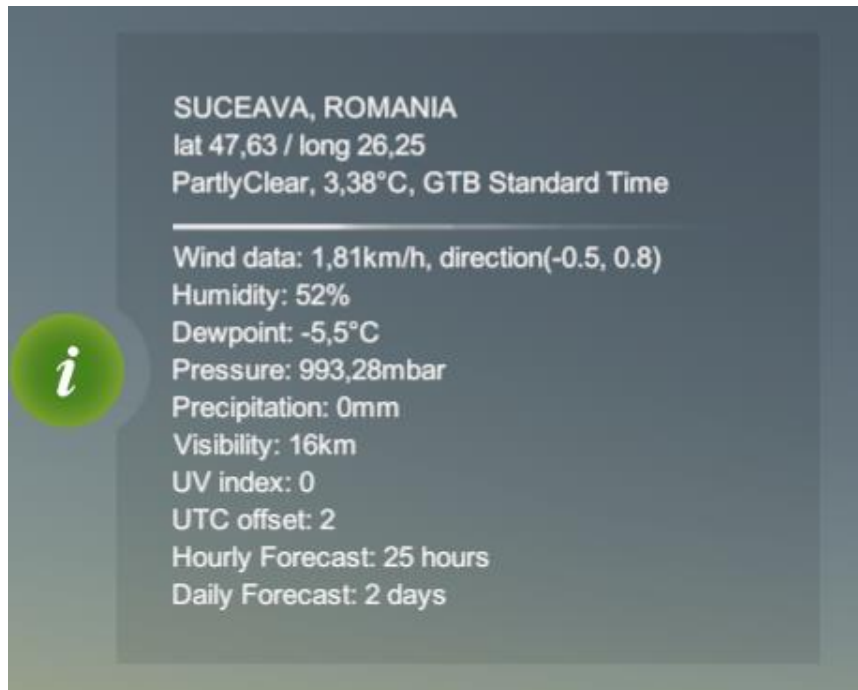 SUCEAVA, ROMANIA
lat 47,63 / long 26,25
PartlyClear, 3,38°C, GTB Standard Time
Wind data: 1,81km/h, direction(-0.5, 0.8)
Humidity: 52%
Dewpoint: -5,5°C
i
Pressure: 993,28mbar
Precipitation: 0mm
Visibility: 16km
UV index: 0
UTC offset: 2
Hourly Forecast: 25 hours
Daily Forecast: 2 days